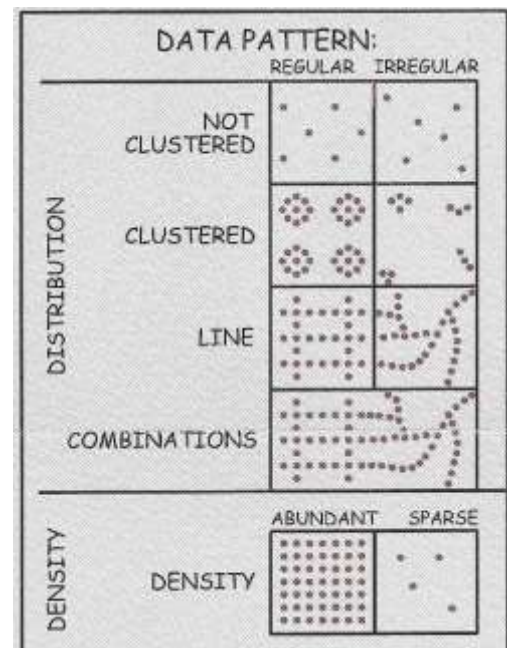 DATA PATTERN:
REGULAR IRREGULAR
DISTRIBUTION
NOT
CLUSTERED
CLUSTERED
LINE
COMBINATIONS
ABUNDANT SPARSE
DENSITY
DENSITY